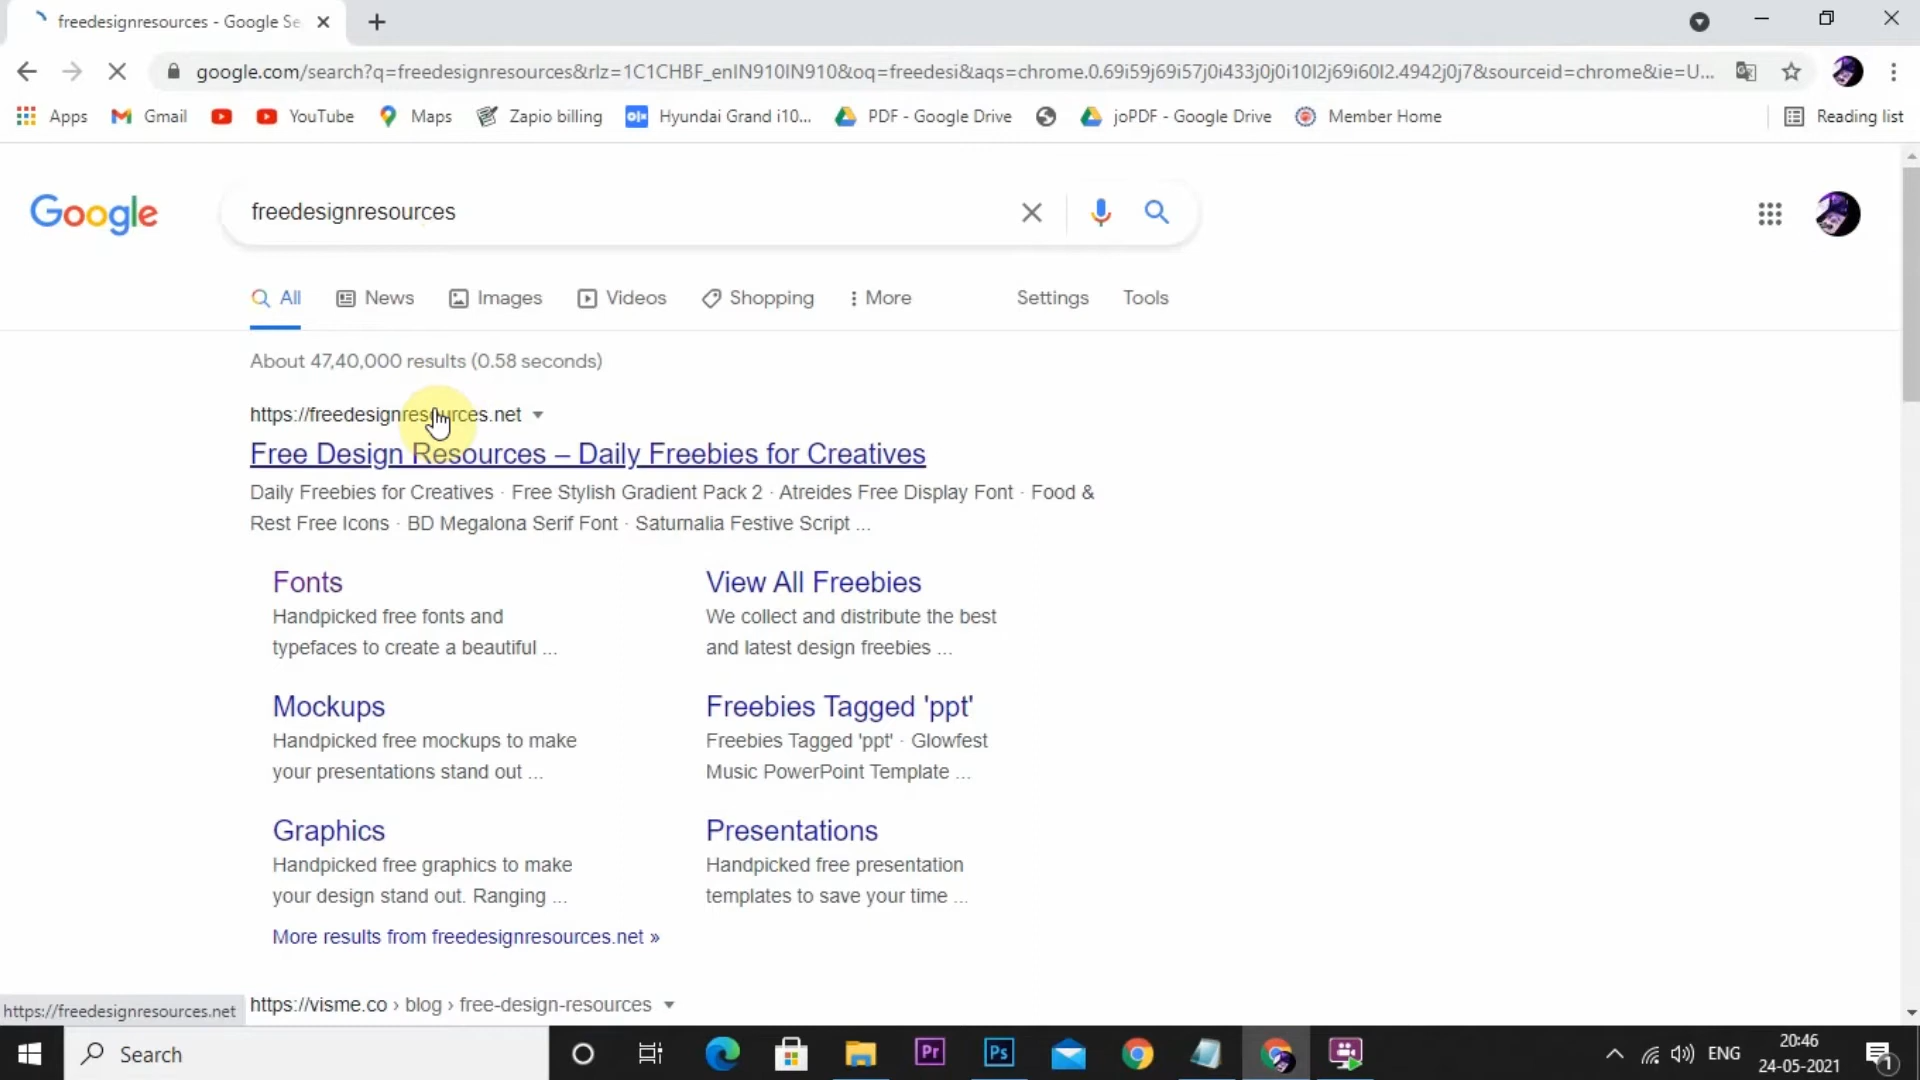 freedesignresources - Google Se
google.com/search?q=freedesignresources&rlz=1C1CHBF_enIN910IN910&oq=freedesi&aqs=chrome.0.69i59j69i57j0i433j0j0i10l2j69i60l2.4942j0j7&sourceid=chrome&ie=U...
Apps Gmail YouTube Maps Zapio billing Hyundai Grand i10... PDF - Google Drive joPDF - Google Drive Member Home Reading list
Google freedesignresources
All News Images Videos Shopping More Settings Tools
About 47,40,000 results (0.58 seconds)
https://freedesignresources.net
Free Design Resources – Daily Freebies for Creatives
Daily Freebies for Creatives · Free Stylish Gradient Pack 2 · Atreides Free Display Font · Food &
Rest Free Icons · BD Megalona Serif Font · Saturnalia Festive Script ...
Fonts
Handpicked free fonts and
typefaces to create a beautiful ...
View All Freebies
We collect and distribute the best
and latest design freebies ...
Mockups
Handpicked free mockups to make
your presentations stand out ...
Freebies Tagged 'ppt'
Freebies Tagged 'ppt' · Glowfest
Music PowerPoint Template ...
Graphics
Handpicked free graphics to make
your design stand out. Ranging ...
Presentations
Handpicked free presentation
templates to save your time ...
More results from freedesignresources.net »
https://visme.co › blog › free-design-resources
https://freedesignresources.net
Search
Pr
Ps
ENG
20:46
24-05-2021
1